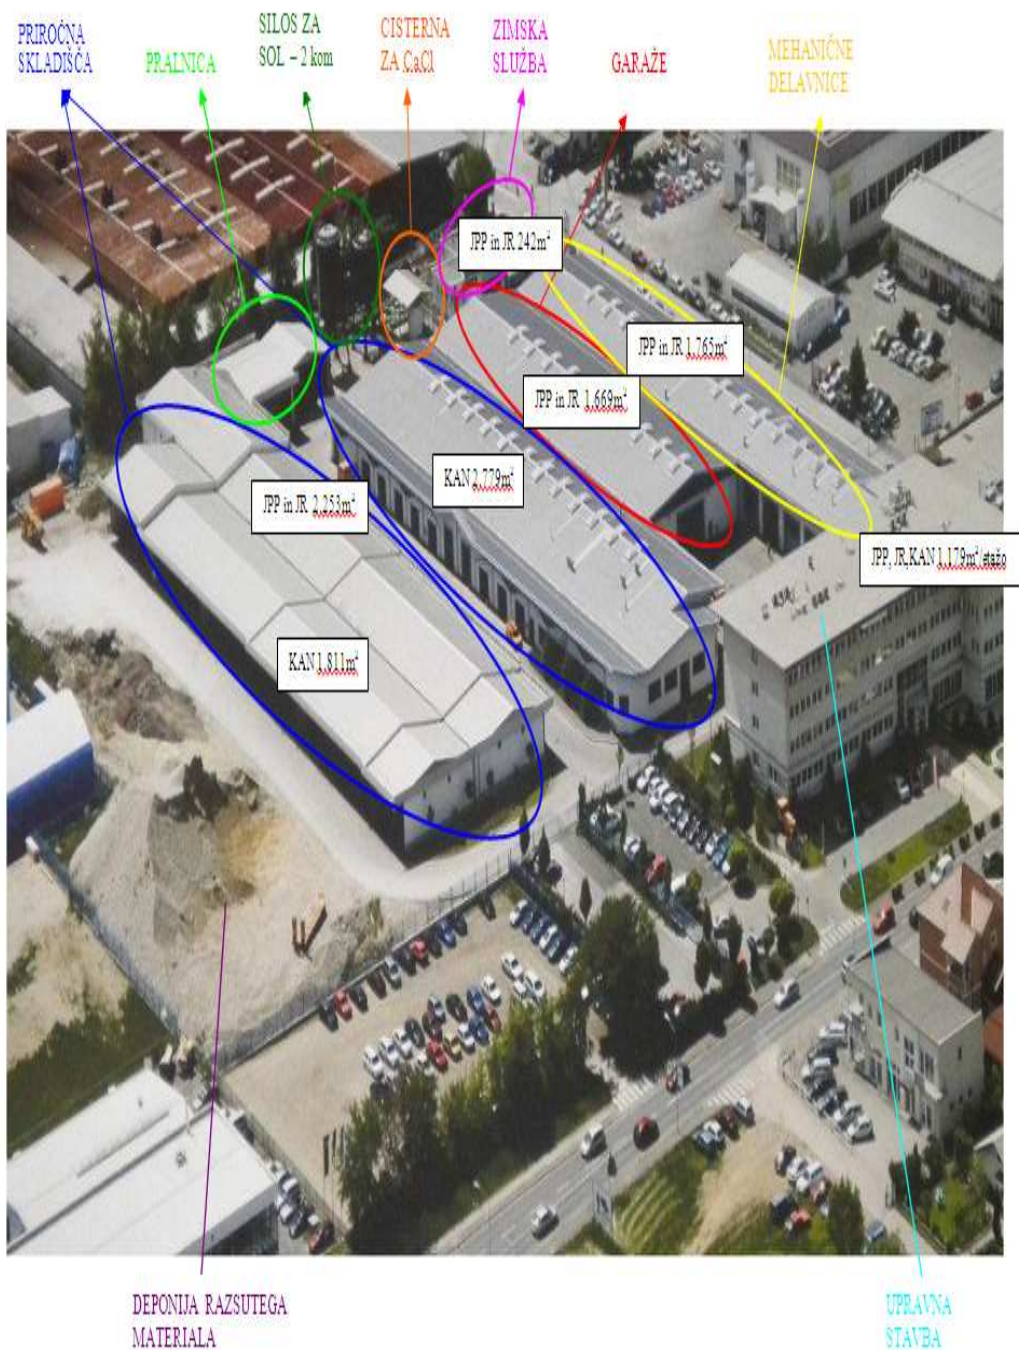 PRIROČNA
SKLADIŠČA
PRALNICA
SILOS ZA
SOL – 2 kom
CISTERNA
ZA CaCl
ZIMSKA
SLUŽBA
GARAŽE
MEHANIČNE
DELAVNICE
JPP in JR 242m²
JPP in JR 1.765m²
JPP in JR 1.669m²
KAN 2.779m²
JPP in JR 2.253m²
JPP, JR,KAN 1.179m²/etažo
KAN 1.811m²
DEPONIJA RAZSUTEGA
MATERIALA
UPRAVNA
STAVBA